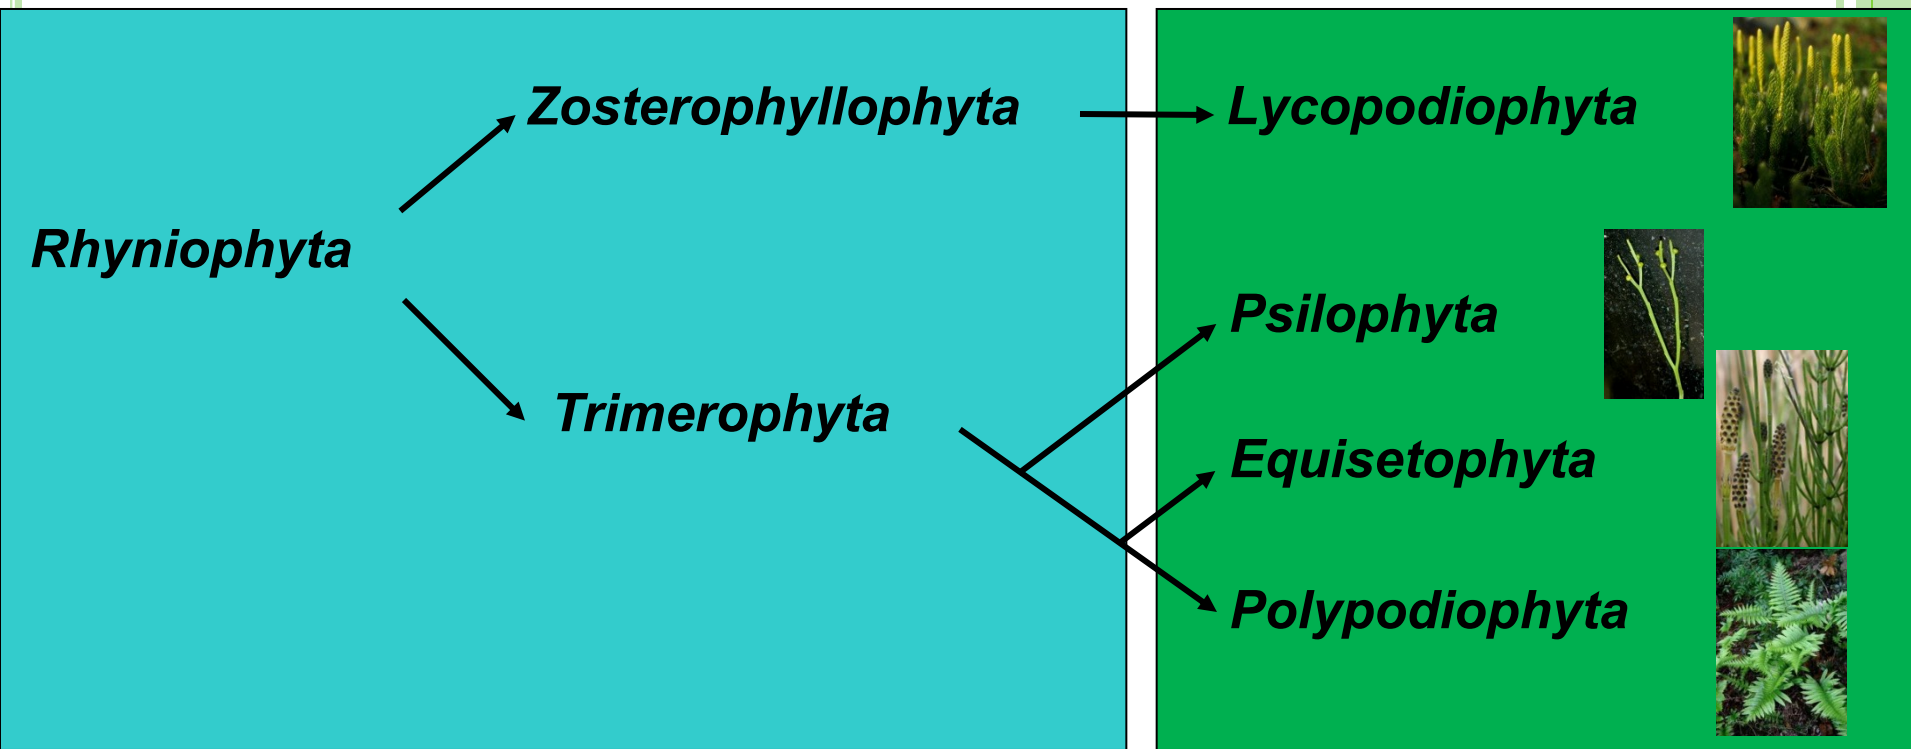 Zosterophyllophyta
Lycopodiophyta
Rhyniophyta
Psilophyta
Trimerophyta
Equisetophyta
Polypodiophyta